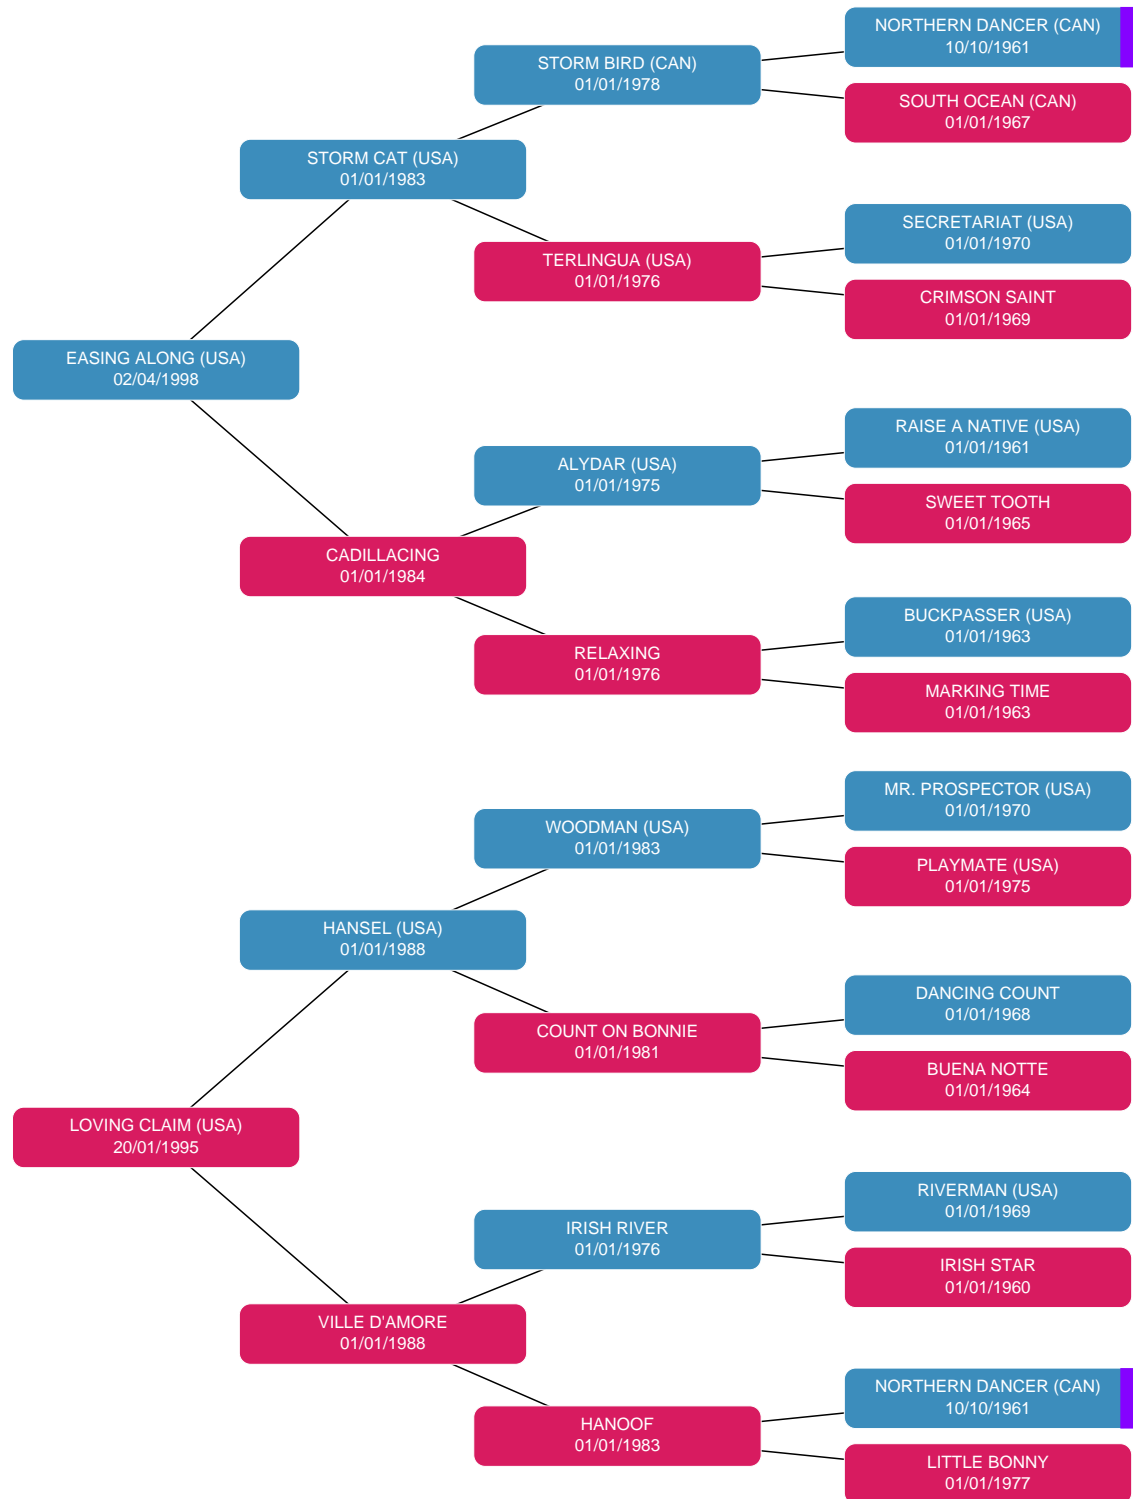 NORTHERN DANCER (CAN)
10/10/1961
STORM BIRD (CAN)
01/01/1978
SOUTH OCEAN (CAN)
01/01/1967
STORM CAT (USA)
01/01/1983
SECRETARIAT (USA)
01/01/1970
TERLINGUA (USA)
01/01/1976
CRIMSON SAINT
01/01/1969
EASING ALONG (USA)
02/04/1998
RAISE A NATIVE (USA)
01/01/1961
ALYDAR (USA)
01/01/1975
SWEET TOOTH
01/01/1965
CADILLACING
01/01/1984
BUCKPASSER (USA)
01/01/1963
RELAXING
01/01/1976
MARKING TIME
01/01/1963
MR. PROSPECTOR (USA)
01/01/1970
WOODMAN (USA)
01/01/1983
PLAYMATE (USA)
01/01/1975
HANSEL (USA)
01/01/1988
DANCING COUNT
01/01/1968
COUNT ON BONNIE
01/01/1981
BUENA NOTTE
01/01/1964
LOVING CLAIM (USA)
20/01/1995
RIVERMAN (USA)
01/01/1969
IRISH RIVER
01/01/1976
IRISH STAR
01/01/1960
VILLE D'AMORE
01/01/1988
NORTHERN DANCER (CAN)
10/10/1961
HANOOF
01/01/1983
LITTLE BONNY
01/01/1977